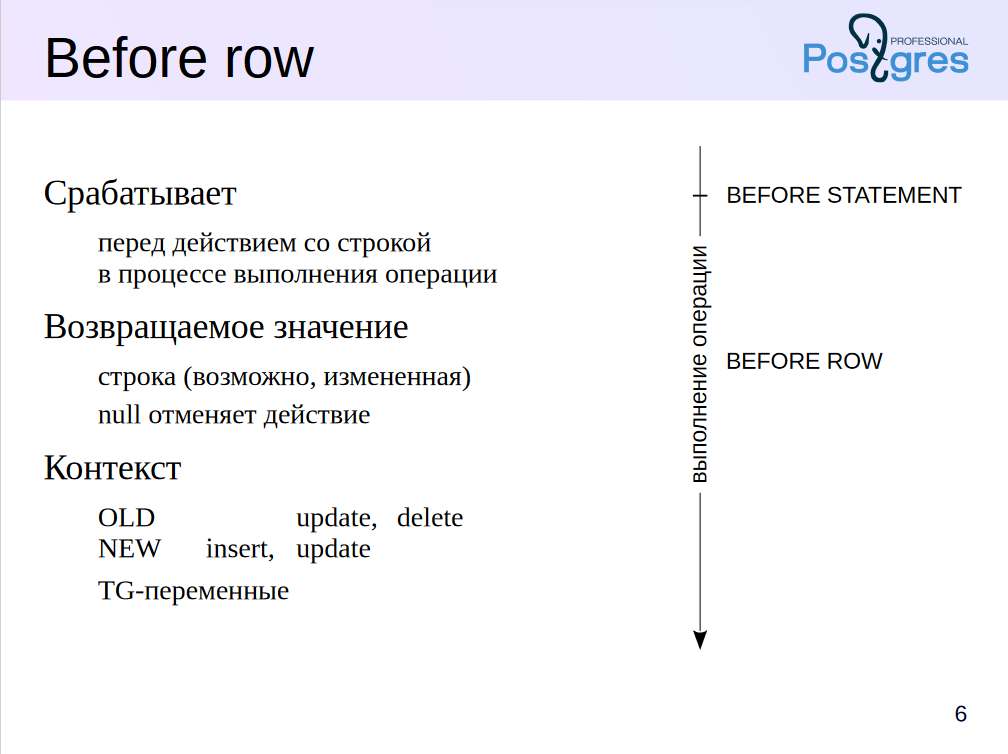 Before row
PROFESSIONAL
Postgres
Срабатывает
перед действием со строкой
в процессе выполнения операции
Возвращаемое значение
строка (возможно, измененная)
null отменяет действие
Контекст
OLD update, delete
NEW insert, update
TG-переменные
BEFORE STATEMENT
выполнение операции
BEFORE ROW
6